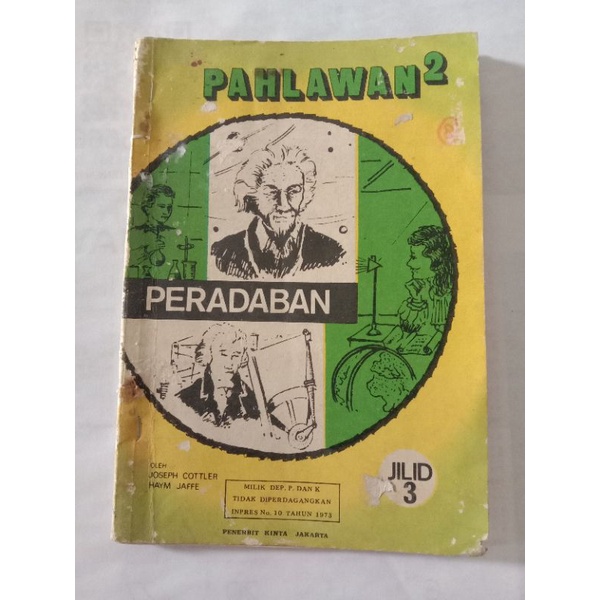 PAHLAWAN²
PERADABAN
OLEH
JOSEPH COTTLER
HAYM JAFFE
MILIK DEP. P. DAN K
TIDAK DIPERDAGANGKAN
INPRES No. 10 TAHUN 1973
JILID
3
PENERBIT KINTA JAKARTA